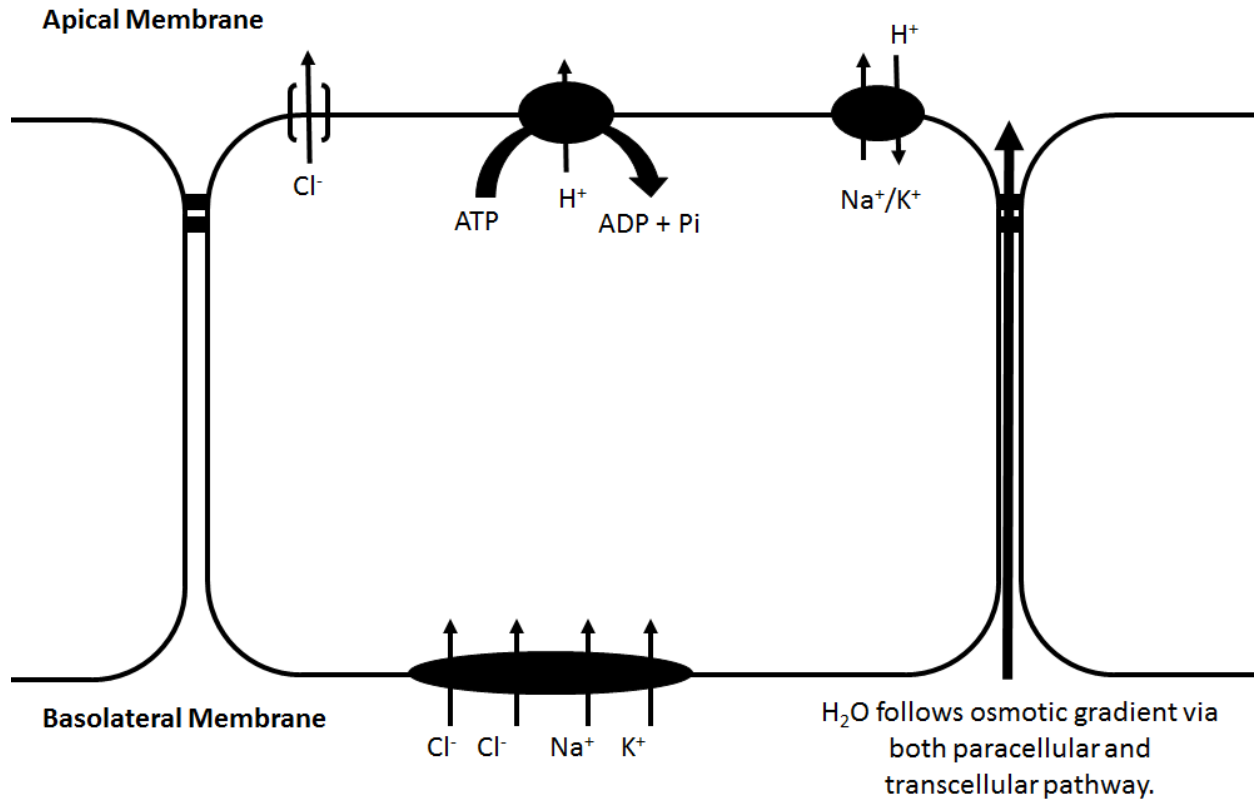 Apical Membrane
H⁺
Cl⁻
ATP
H⁺
ADP + Pi
Na⁺/K⁺
Basolateral Membrane
Cl⁻ Cl⁻ Na⁺ K⁺
H₂O follows osmotic gradient via
both paracellular and
transcellular pathway.